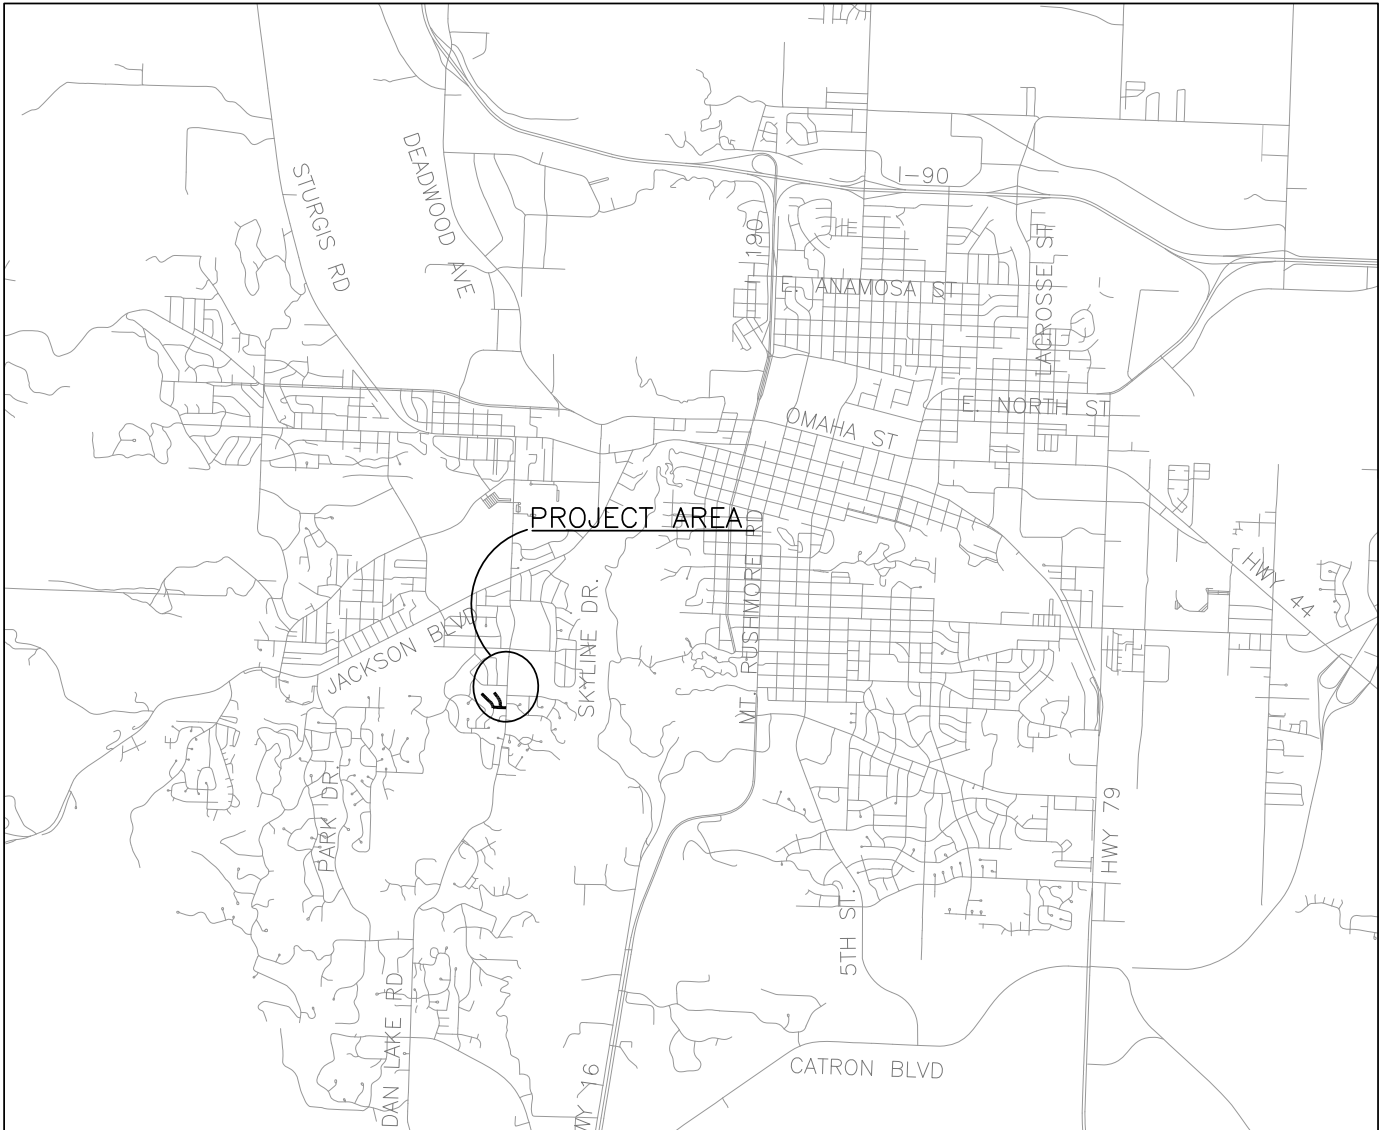 DEADWOOD AVE
STURGIS RD
I-90
I-190
LACROSSE ST
E. ANAMOSA ST
E. NORTH ST
OMAHA ST
PROJECT AREA
HWY 44
MT. RUSHMORE RD
SKYLINE DR.
JACKSON BLVD
PARK DR.
HWY 79
5TH ST.
DAN LAKE RD
WY 16
CATRON BLVD